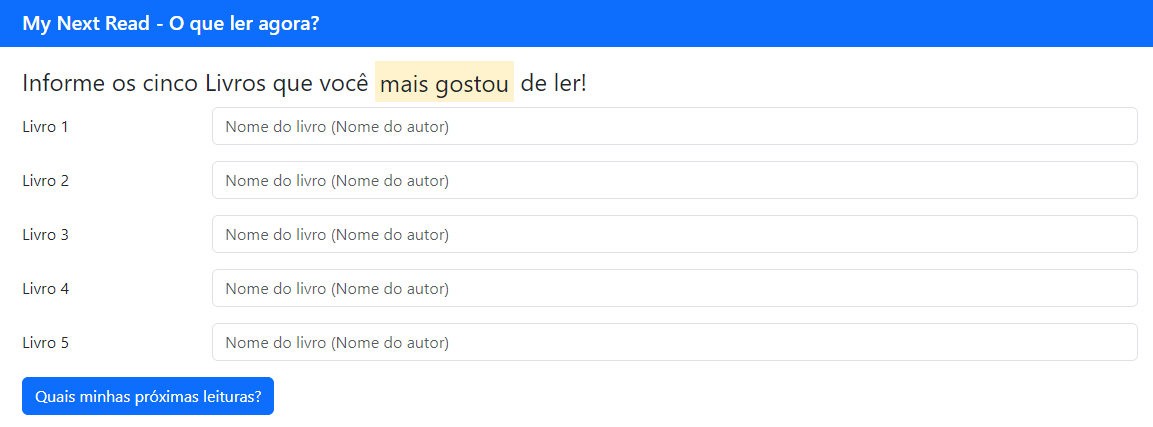 My Next Read - O que ler agora?
Informe os cinco Livros que você mais gostou de ler!
Livro 1 Nome do livro (Nome do autor)
Livro 2 Nome do livro (Nome do autor)
Livro 3 Nome do livro (Nome do autor)
Livro 4 Nome do livro (Nome do autor)
Livro 5 Nome do livro (Nome do autor)
Quais minhas próximas leituras?